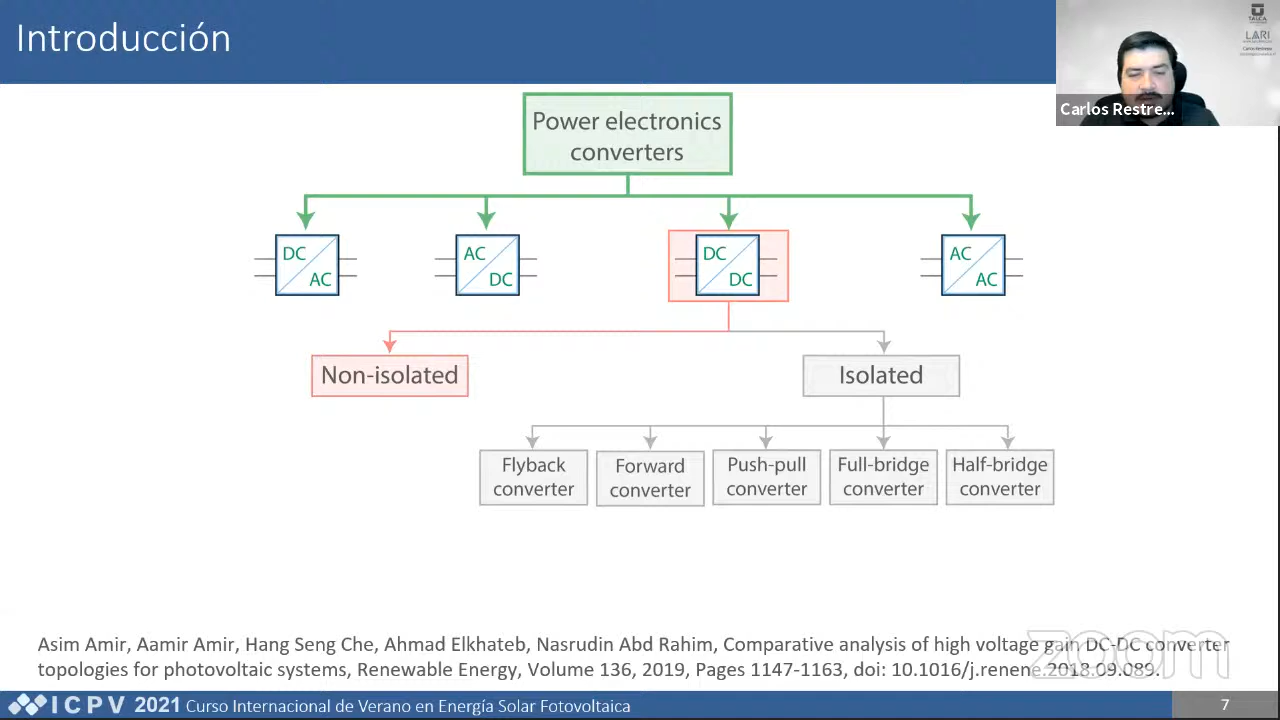 Introducción
TALCA
LARI
Carlos Restre...
Power electronics
converters
DC
AC
AC
DC
DC
DC
AC
AC
Non-isolated
Isolated
Flyback
converter
Forward
converter
Push-pull
converter
Full-bridge
converter
Half-bridge
converter
Asim Amir, Aamir Amir, Hang Seng Che, Ahmad Elkhateb, Nasrudin Abd Rahim, Comparative analysis of high voltage gain DC-DC converter
topologies for photovoltaic systems, Renewable Energy, Volume 136, 2019, Pages 1147-1163, doi: 10.1016/j.renene.2018.09.089.
zoom
ICPV 2021 Curso Internacional de Verano en Energía Solar Fotovoltaica
7